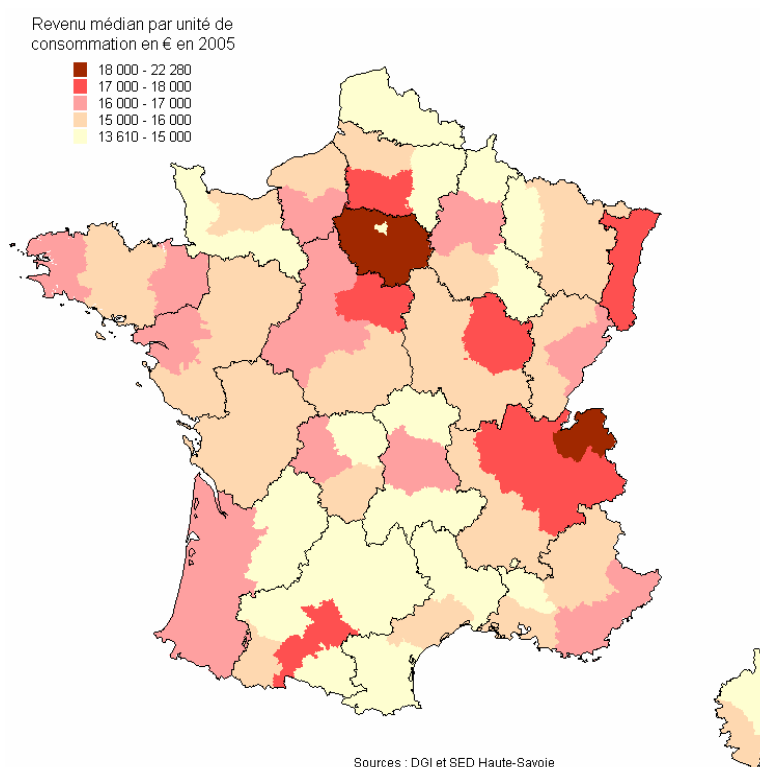 Revenu médian par unité de
consommation en € en 2005
18 000 - 22 280
17 000 - 18 000
16 000 - 17 000
15 000 - 16 000
13 610 - 15 000
Sources : DGI et SED Haute-Savoie